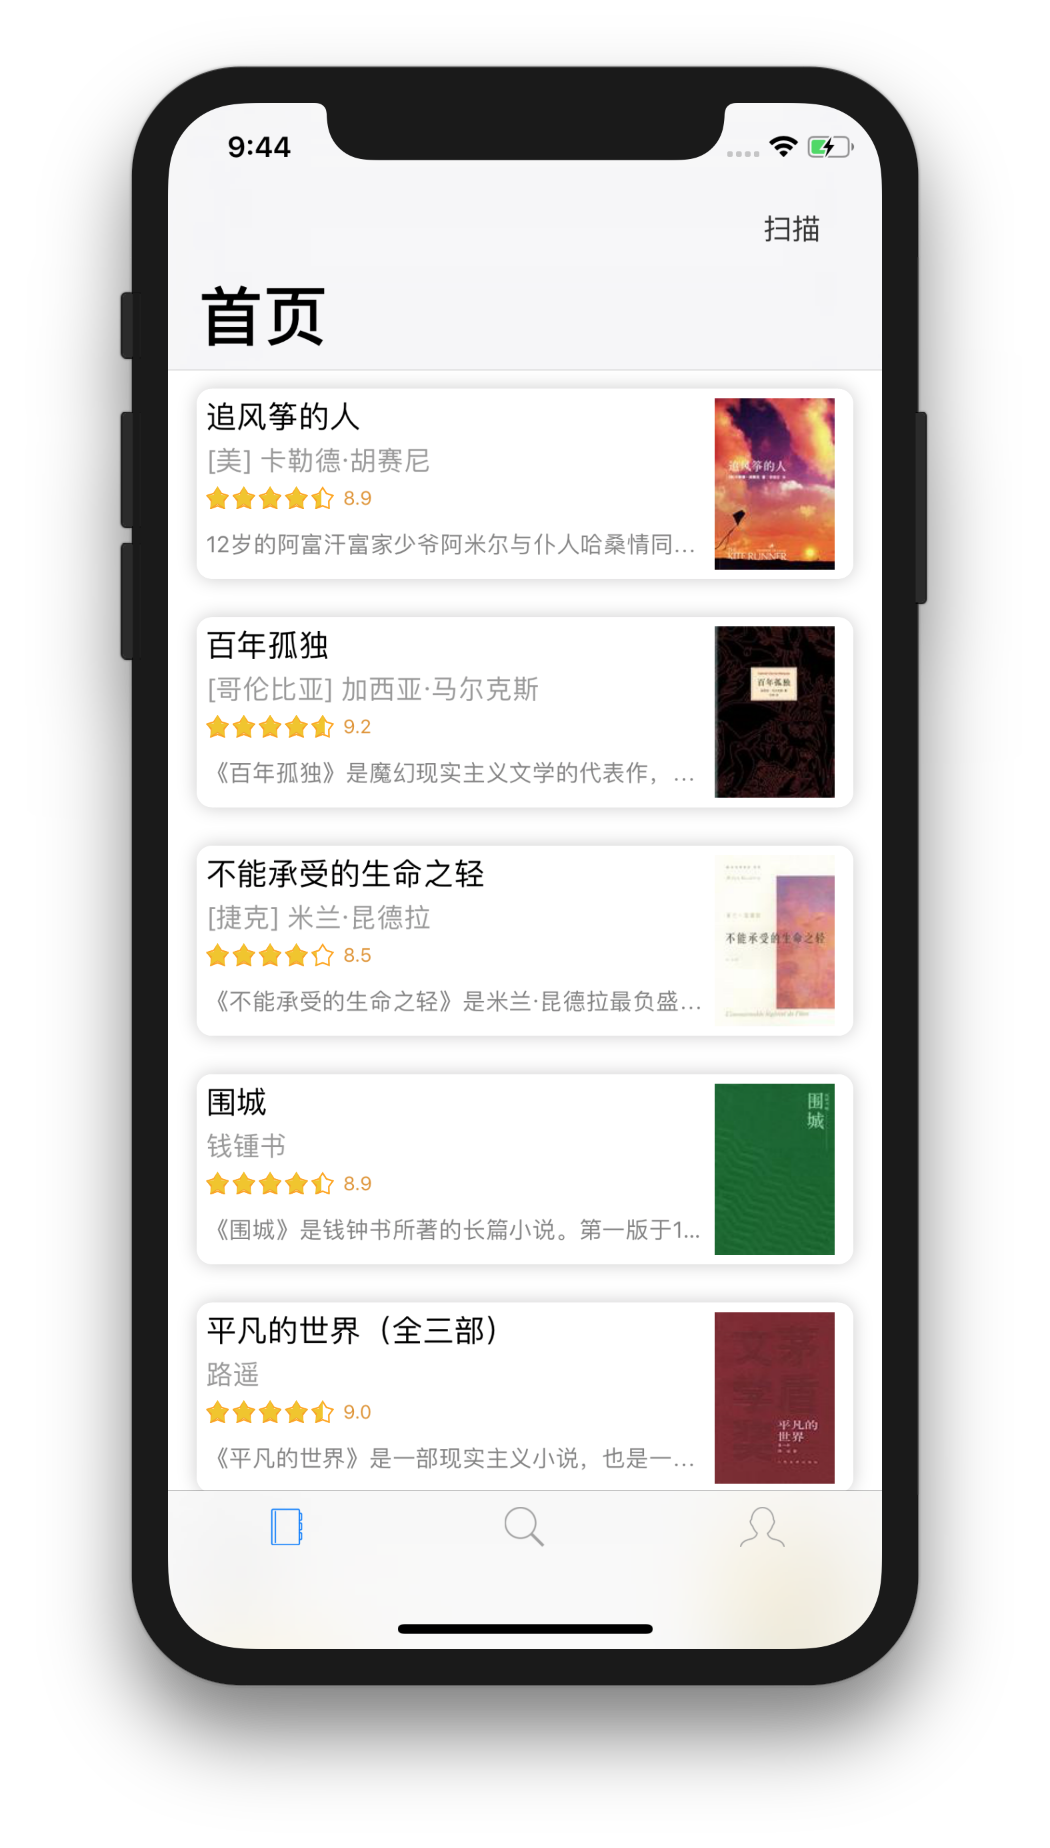 9:44
扫描
首页
追风筝的人
[美] 卡勒德·胡赛尼
8.9
12岁的阿富汗富家少爷阿米尔与仆人哈桑情同...
追风筝的人
KITE RUNNER
百年孤独
[哥伦比亚] 加西亚·马尔克斯
9.2
《百年孤独》是魔幻现实主义文学的代表作，...
百年孤独
不能承受的生命之轻
[捷克] 米兰·昆德拉
8.5
《不能承受的生命之轻》是米兰·昆德拉最负盛...
不能承受的生命之轻
围城
钱锺书
8.9
《围城》是钱钟书所著的长篇小说。第一版于1...
围城
平凡的世界（全三部）
路遥
9.0
《平凡的世界》是一部现实主义小说，也是一...
茅盾文学奖
平凡的
世界